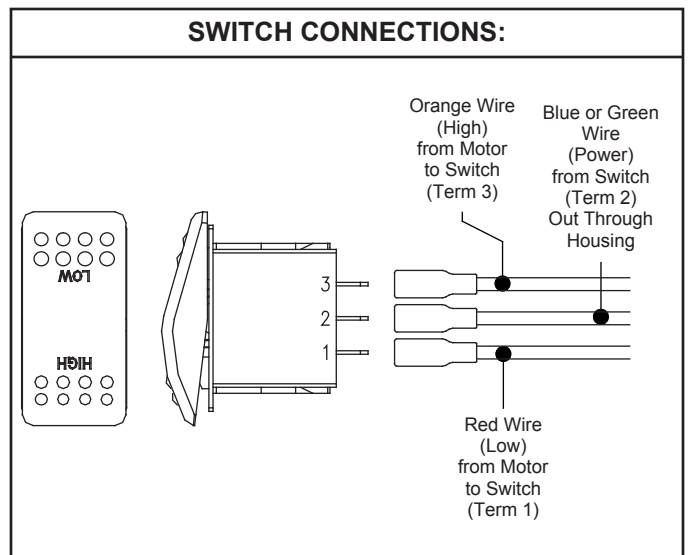 SWITCH CONNECTIONS:
Orange Wire
(High)
from Motor
to Switch
(Term 3)
Blue or Green
Wire
(Power)
from Switch
(Term 2)
Out Through
Housing
LOW
HIGH
3
2
1
Red Wire
(Low)
from Motor
to Switch
(Term 1)